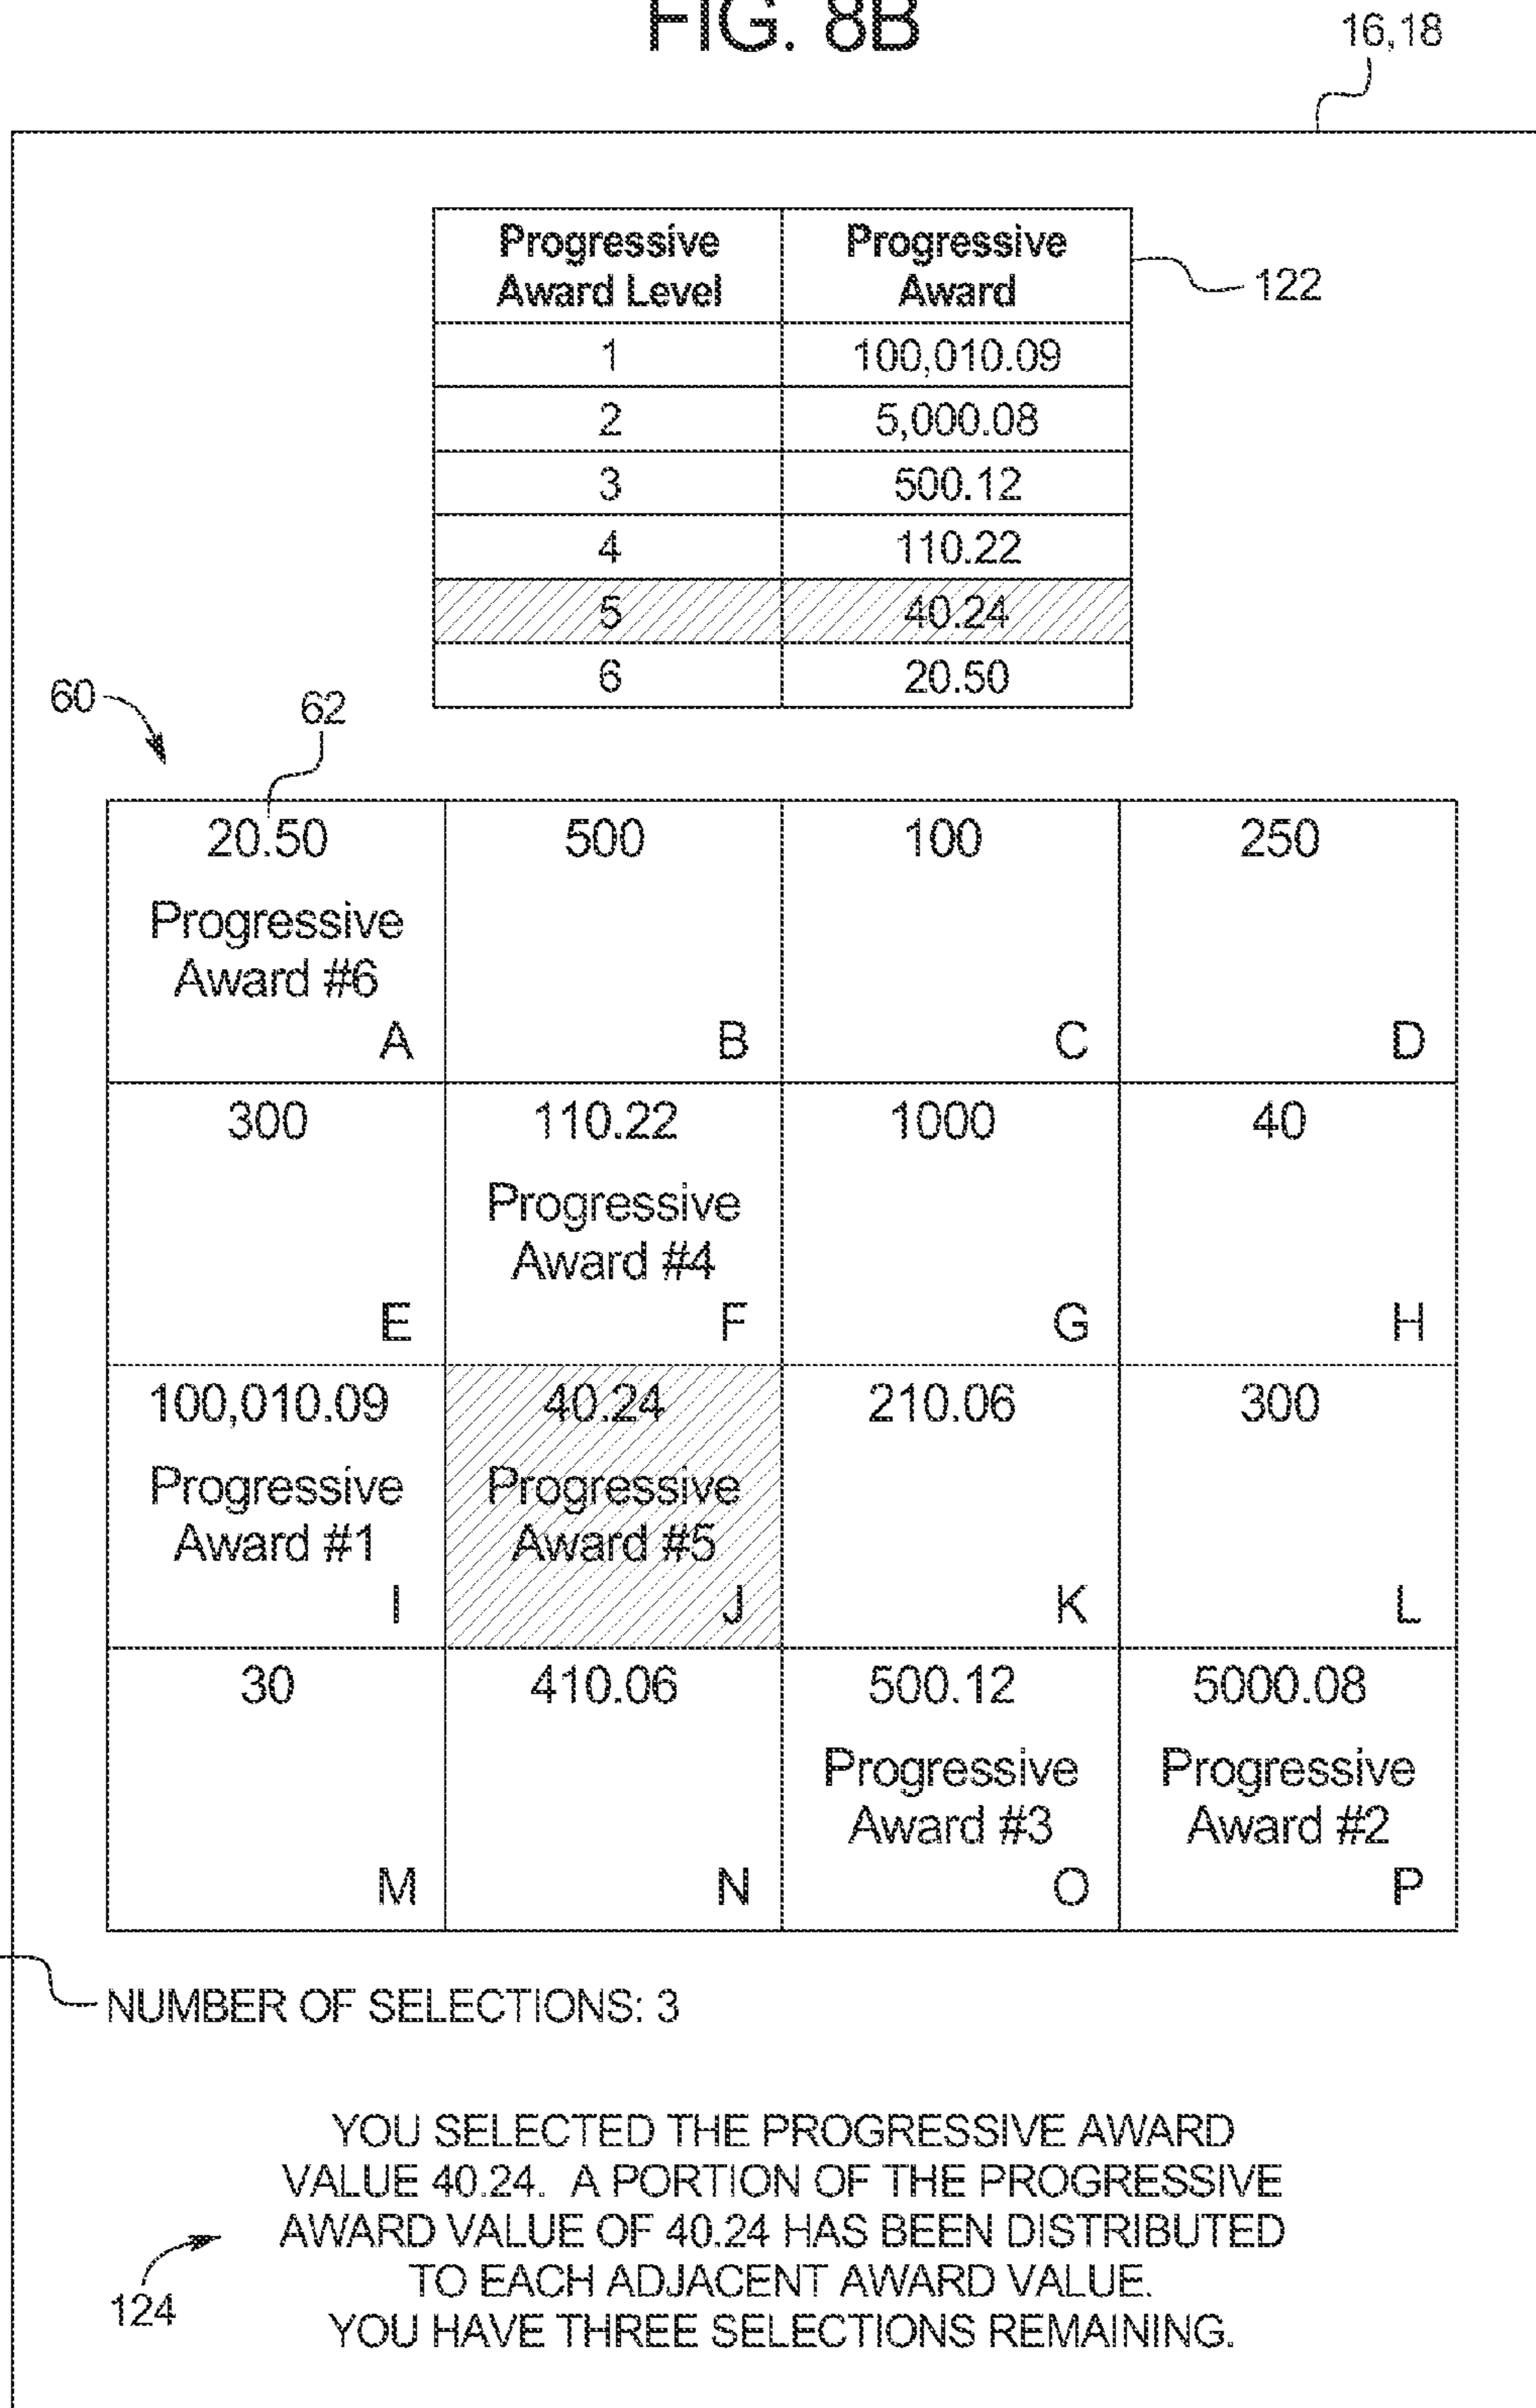 FIG. 8B
16,18
Progressive Award Level Progressive Award
122
1 100,010.09
2 5,000.08
3 500.12
4 110.22
5 40.24
6 20.50
60
62
20.50 500 100 250
Progressive
Award #6
A B C D
300 110.22 1000 40
Progressive
Award #4
E F G H
100,010.09 40.24 210.06 300
Progressive Progressive
Award #1 Award #5
I J K L
30 410.06 500.12 5000.08
Progressive Progressive
Award #3 Award #2
M N O P
NUMBER OF SELECTIONS: 3
YOU SELECTED THE PROGRESSIVE AWARD
VALUE 40.24. A PORTION OF THE PROGRESSIVE
AWARD VALUE OF 40.24 HAS BEEN DISTRIBUTED
TO EACH ADJACENT AWARD VALUE.
YOU HAVE THREE SELECTIONS REMAINING.
124